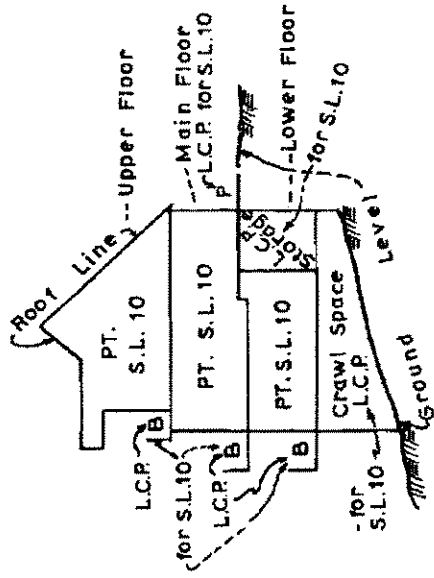 Roof Line
Upper Floor
PT.
S.L. 10
Main Floor
L.C.P. for S.L. 10
P
L.C.P.
B
for S.L. 10
PT. S.L. 10
L.C.P.
B
L.C.P.
Storage
Lower Floor
for S.L. 10
PT. S.L. 10
B
Crawl Space
L.C.P.
-for
S.L. 10
Ground
Level